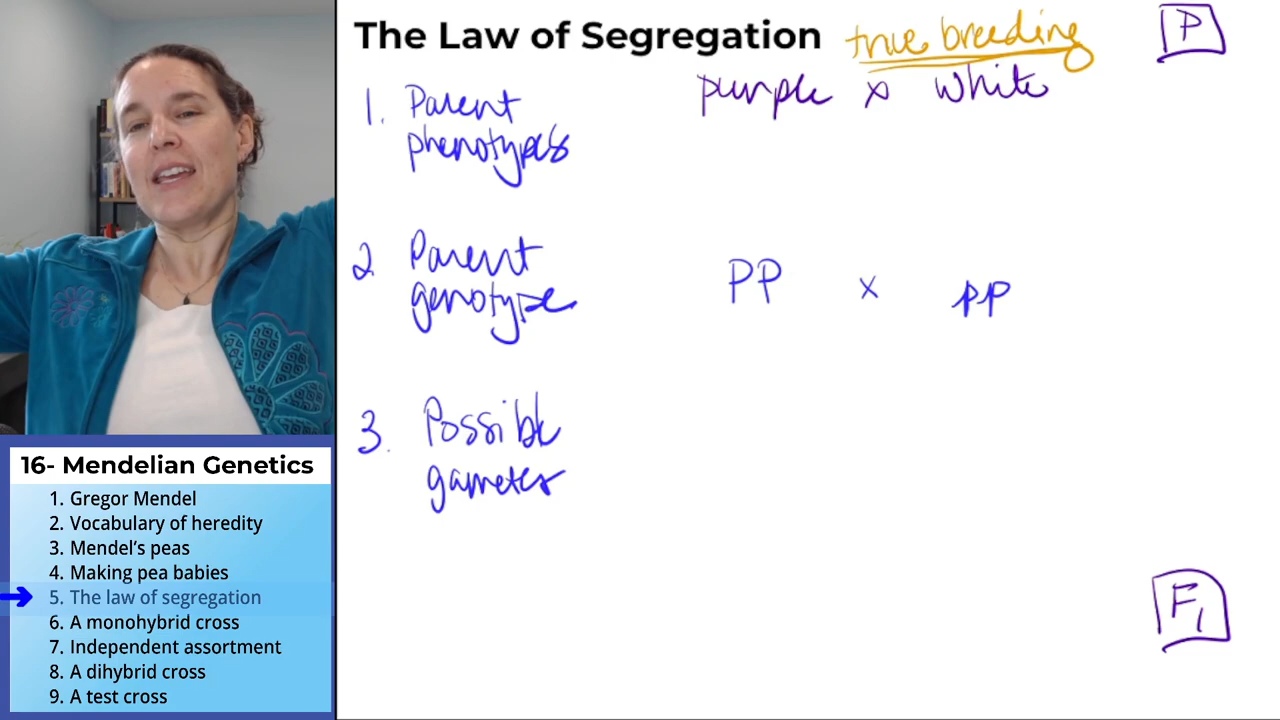 The Law of Segregation true breeding P
purple x white
1. Parent
phenotypes
2 Parent
genotype PP x pp
3. Possible
gametes
F1
16- Mendelian Genetics
1. Gregor Mendel
2. Vocabulary of heredity
3. Mendel's peas
4. Making pea babies
5. The law of segregation
6. A monohybrid cross
7. Independent assortment
8. A dihybrid cross
9. A test cross